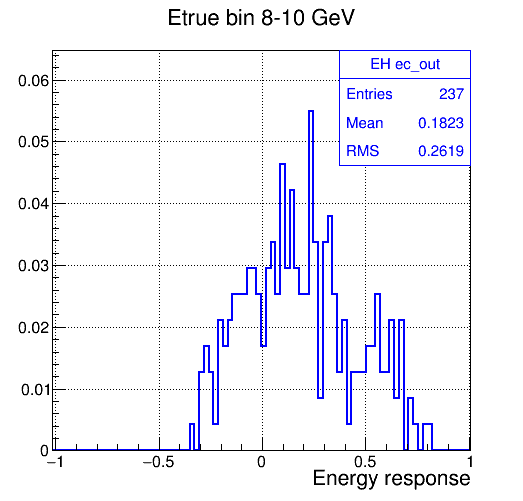 Etrue bin 8-10 GeV
EH ec_out
Entries 237
Mean 0.1823
RMS 0.2619
0.06
0.05
0.04
0.03
0.02
0.01
0
−1 −0.5 0 0.5 1
Energy response